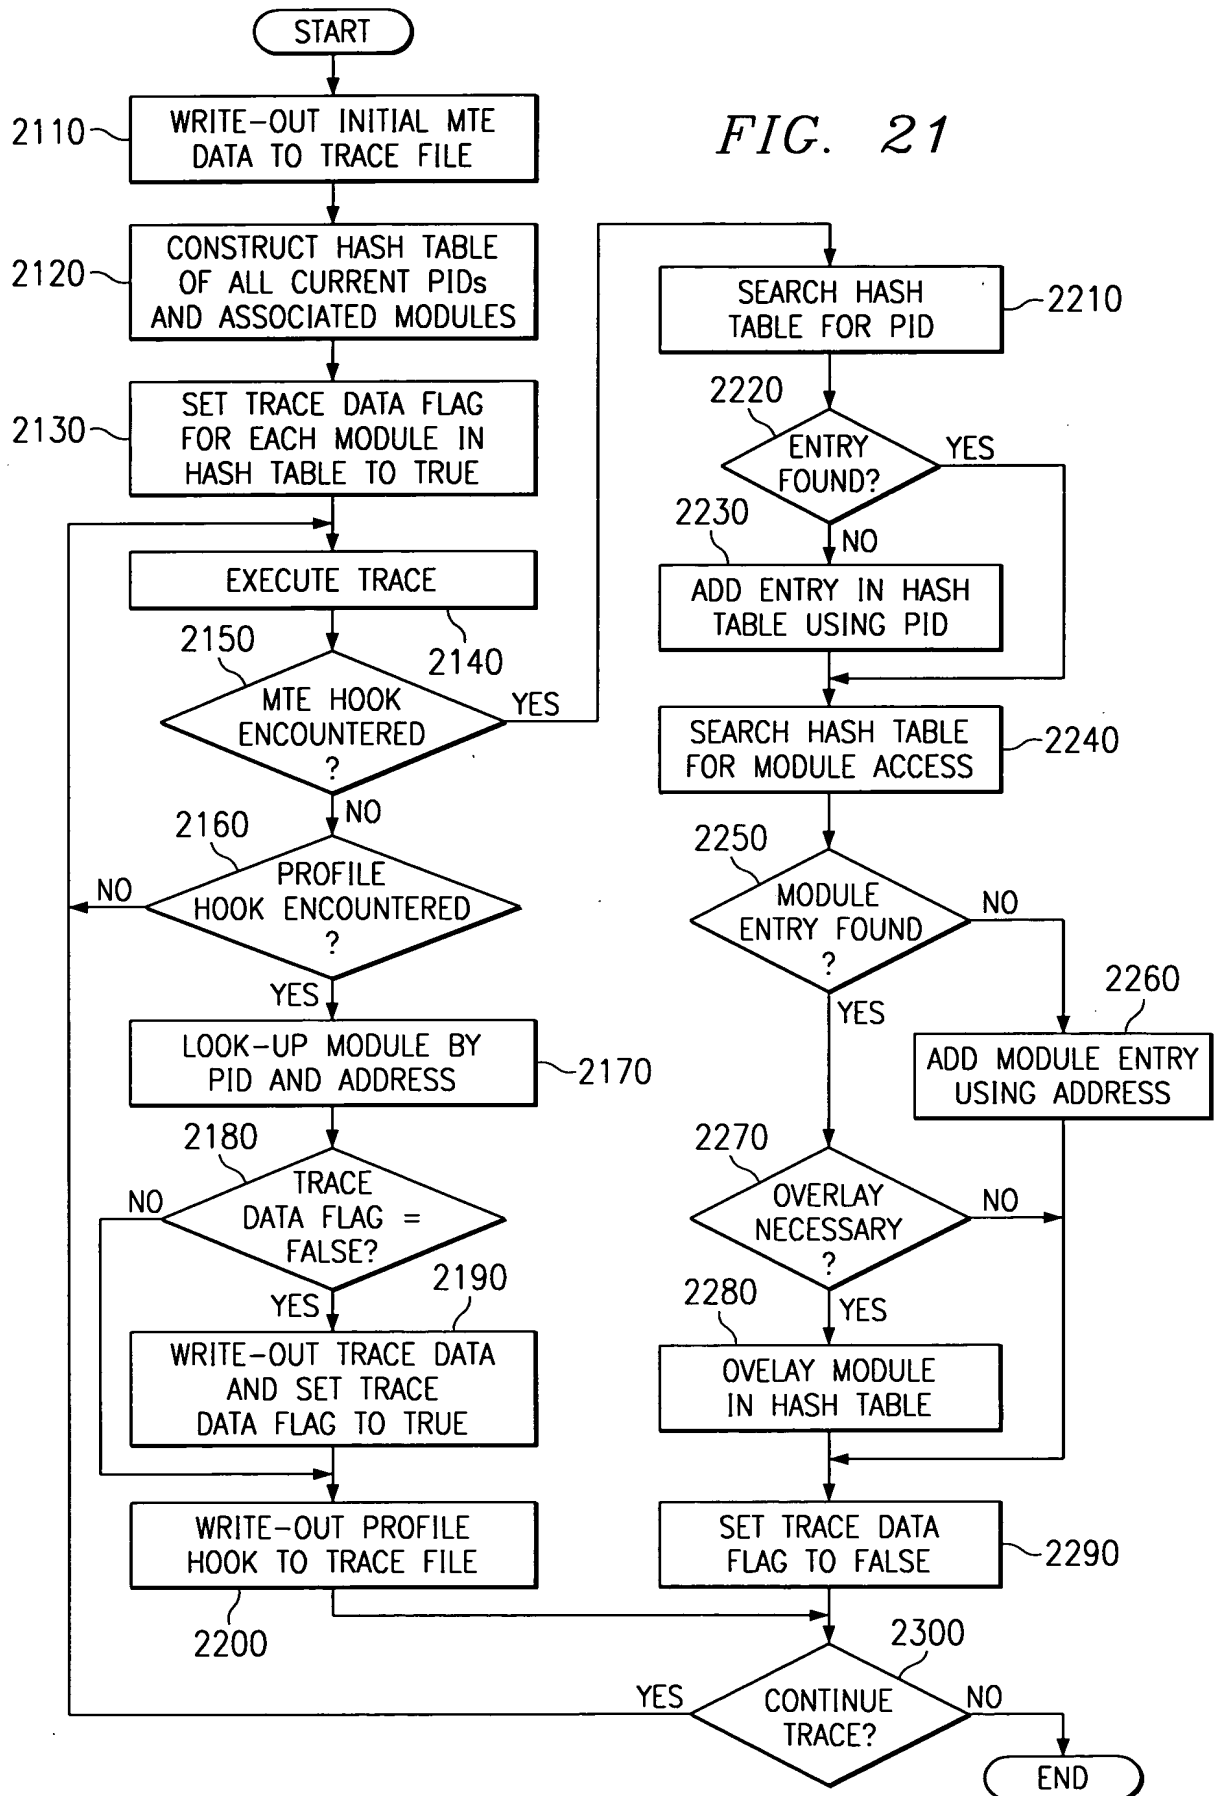 START
FIG. 21
2110
WRITE-OUT INITIAL MTE
DATA TO TRACE FILE
2120
CONSTRUCT HASH TABLE
OF ALL CURRENT PIDs
AND ASSOCIATED MODULES
2130
SET TRACE DATA FLAG
FOR EACH MODULE IN
HASH TABLE TO TRUE
EXECUTE TRACE
2140
2150
MTE HOOK
ENCOUNTERED
?
YES
NO
2160
PROFILE
HOOK ENCOUNTERED
?
NO
YES
LOOK-UP MODULE BY
PID AND ADDRESS
2170
2180
TRACE
DATA FLAG =
FALSE?
NO
YES
2190
WRITE-OUT TRACE DATA
AND SET TRACE
DATA FLAG TO TRUE
WRITE-OUT PROFILE
HOOK TO TRACE FILE
2200
SEARCH HASH
TABLE FOR PID
2210
2220
ENTRY
FOUND?
YES
NO
2230
ADD ENTRY IN HASH
TABLE USING PID
SEARCH HASH TABLE
FOR MODULE ACCESS
2240
2250
MODULE
ENTRY FOUND
?
NO
YES
2260
ADD MODULE ENTRY
USING ADDRESS
2270
OVERLAY
NECESSARY
?
NO
YES
2280
OVELAY MODULE
IN HASH TABLE
SET TRACE DATA
FLAG TO FALSE
2290
2300
CONTINUE
TRACE?
YES
NO
END